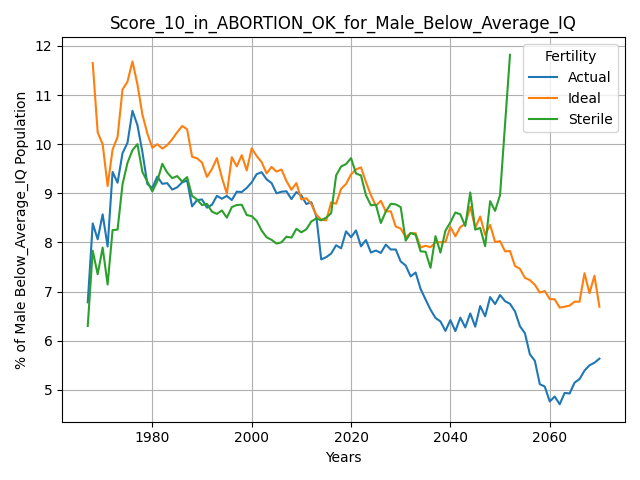 Score_10_in_ABORTION_OK_for_Male_Below_Average_IQ
Fertility
Actual
Ideal
Sterile
% of Male Below_Average_IQ Population
12
11
10
9
8
7
6
5
1980
2000
2020
2040
2060
Years